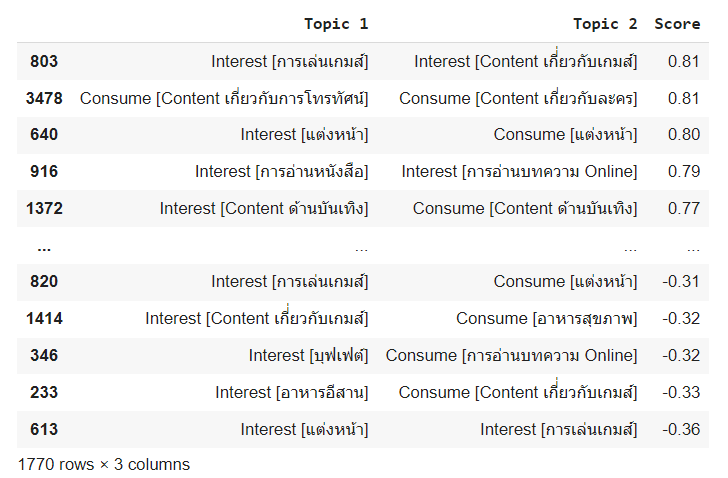 Topic 1 Topic 2 Score
803 Interest [การเล่นเกมส์] Interest [Content เกี่ยวกับเกมส์] 0.81
3478 Consume [Content เกี่ยวกับการโทรทัศน์] Consume [Content เกี่ยวกับละคร] 0.81
640 Interest [แต่งหน้า] Consume [แต่งหน้า] 0.80
916 Interest [การอ่านหนังสือ] Interest [การอ่านบทความ Online] 0.79
1372 Interest [Content ด้านบันเทิง] Consume [Content ด้านบันเทิง] 0.77
... ... ... ...
820 Interest [การเล่นเกมส์] Consume [แต่งหน้า] -0.31
1414 Interest [Content เกี่ยวกับเกมส์] Consume [อาหารสุขภาพ] -0.32
346 Interest [บุฟเฟต์] Consume [การอ่านบทความ Online] -0.32
233 Interest [อาหารอีสาน] Consume [Content เกี่ยวกับเกมส์] -0.33
613 Interest [แต่งหน้า] Interest [การเล่นเกมส์] -0.36
1770 rows × 3 columns